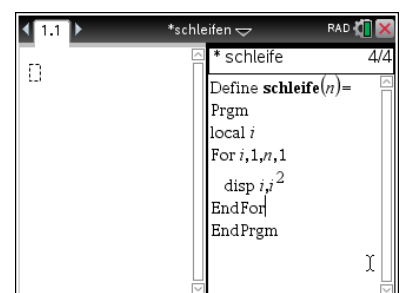 1.1 *schleifen RAD
* schleife 4/4
Define schleife(n)=
Prgm
local i
For i,1,n,1
disp i,i²
EndFor
EndPrgm